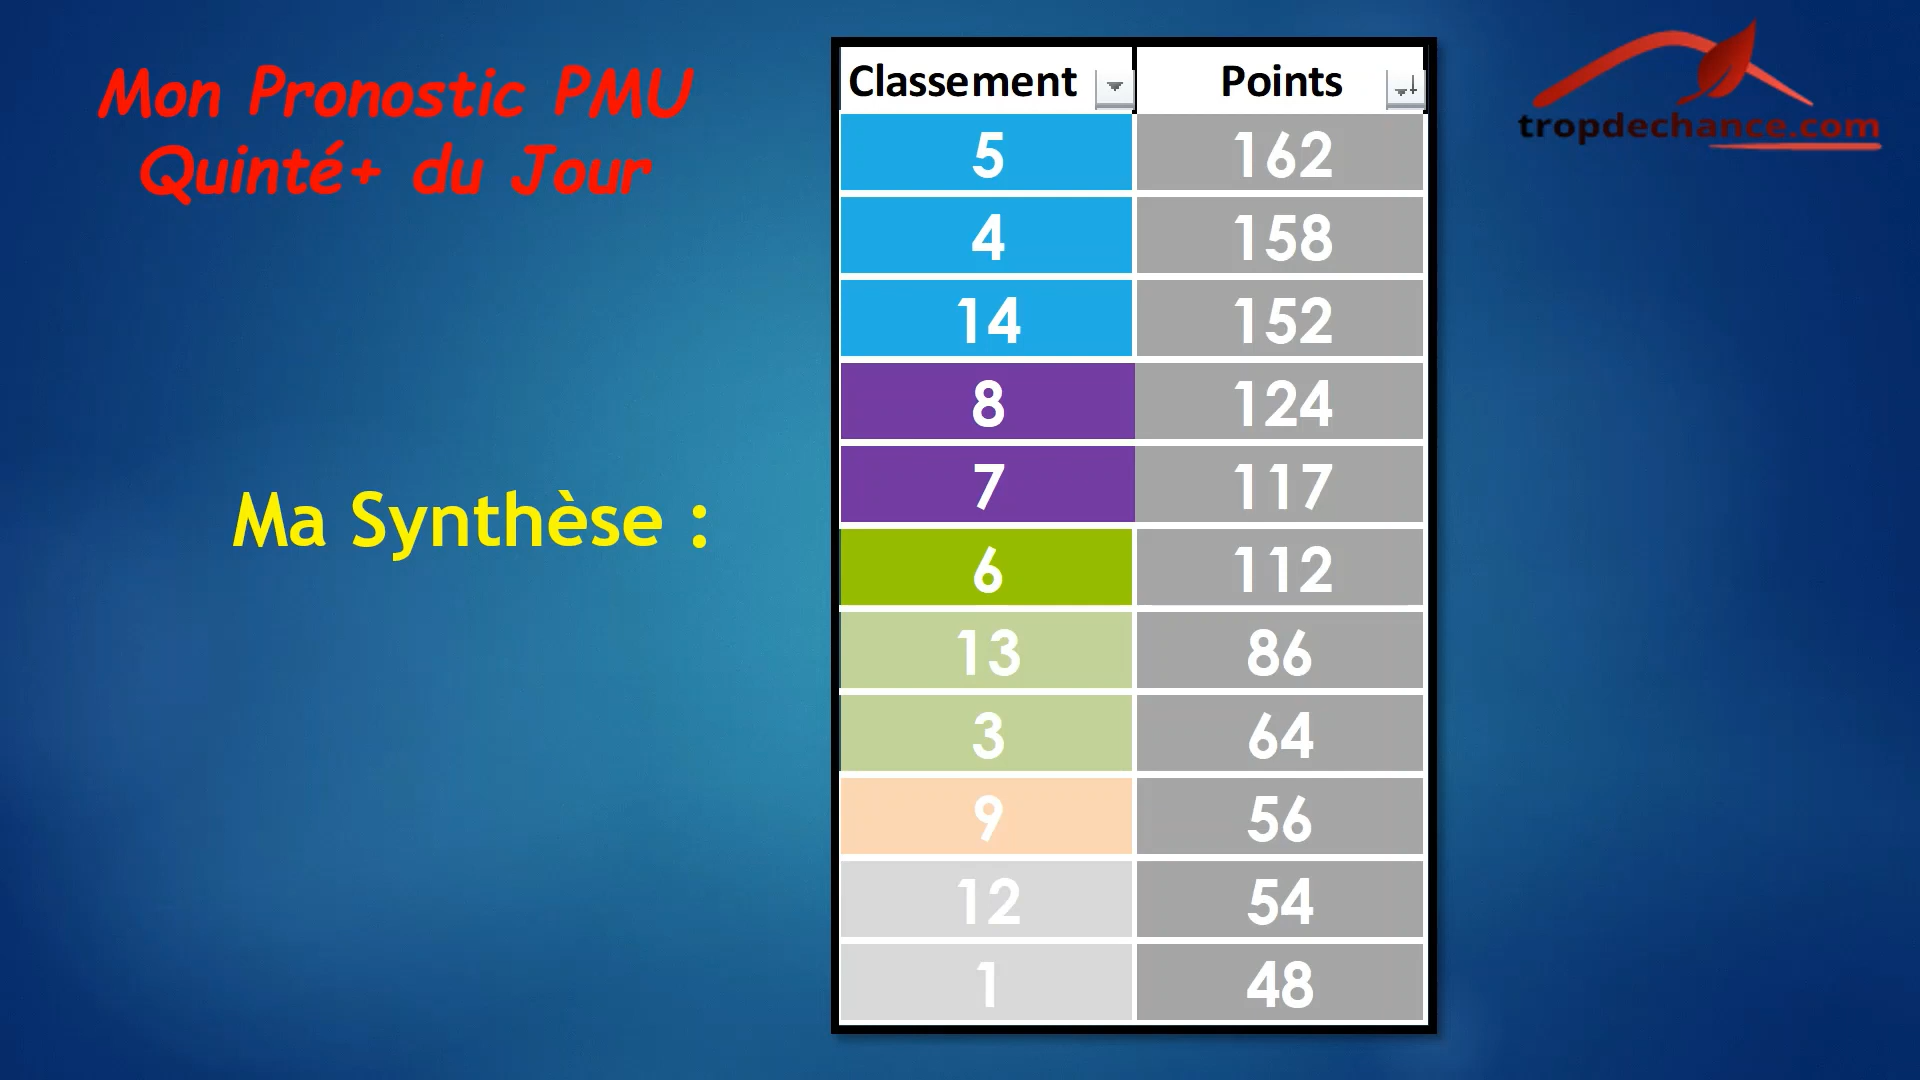 Mon Pronostic PMU
Quinté+ du Jour
Ma Synthèse :
Classement Points
5 162
4 158
14 152
8 124
7 117
6 112
13 86
3 64
9 56
12 54
1 48
tropdechance.com